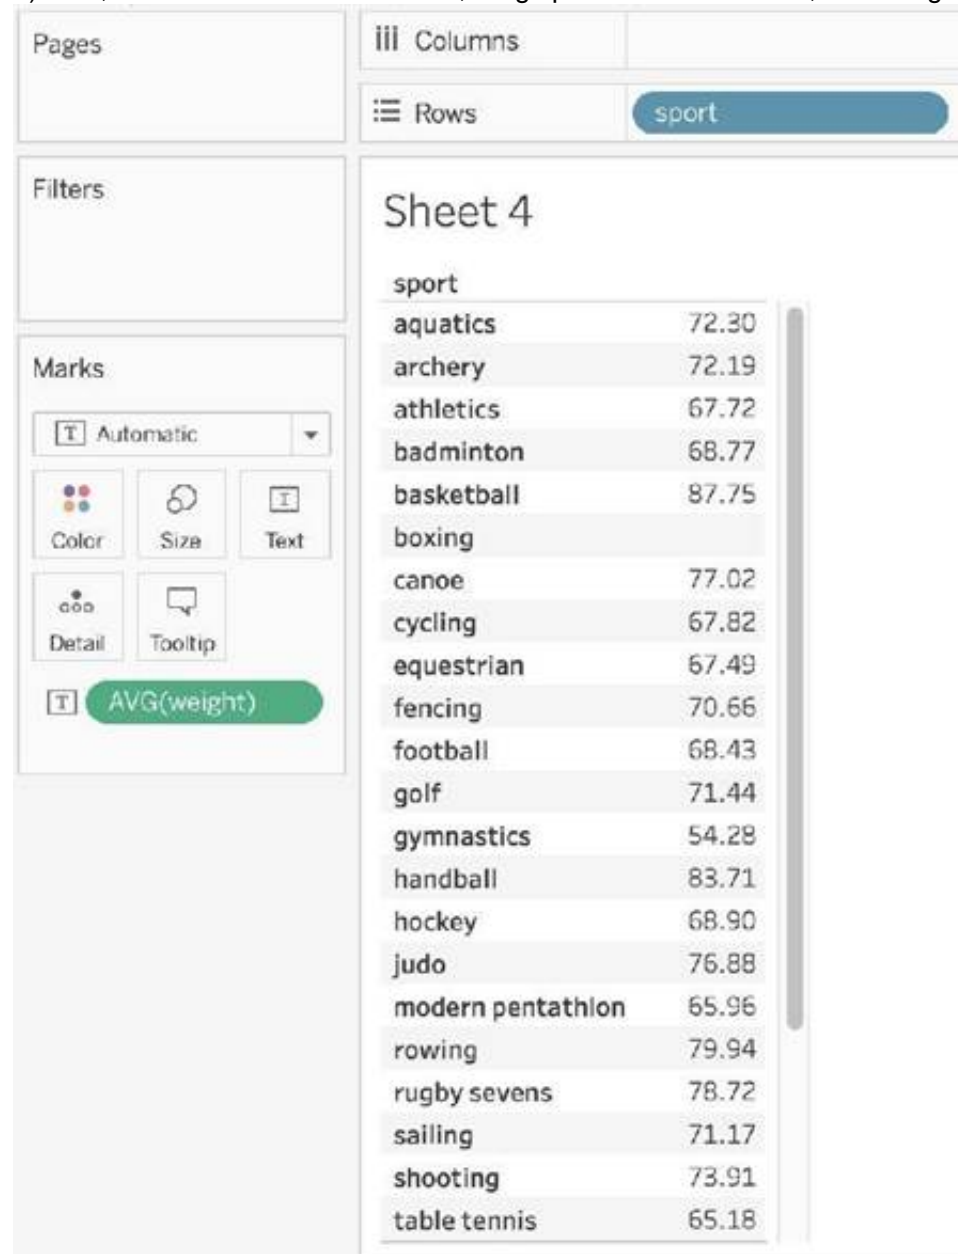 Pages
Columns
Rows
sport
Filters
Sheet 4
sport
aquatics 72.30
archery 72.19
athletics 67.72
badminton 68.77
basketball 87.75
boxing
canoe 77.02
cycling 67.82
equestrian 67.49
fencing 70.66
football 68.43
golf 71.44
gymnastics 54.28
handball 83.71
hockey 68.90
judo 76.88
modern pentathlon 65.96
rowing 79.94
rugby sevens 78.72
sailing 71.17
shooting 73.91
table tennis 65.18
Marks
T Automatic
Color Size T Text
Detail Tooltip
T AVG(weight)